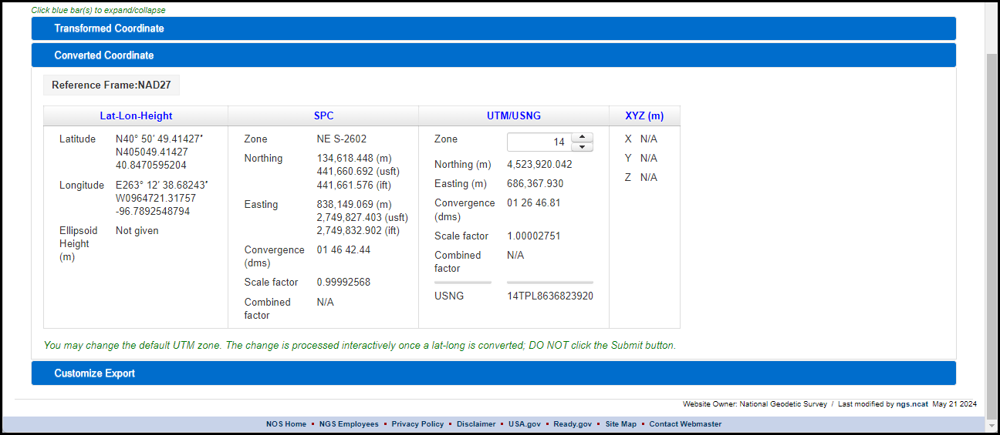 Click blue bar(s) to expand/collapse
Transformed Coordinate
Converted Coordinate
Reference Frame:NAD27
Lat-Lon-Height
Latitude N40° 50' 49.41427"
N405049.41427
40.8470595204
Longitude E263° 12' 38.68243"
W0964721.31757
-96.7892548794
Ellipsoid Not given
Height
(m)
SPC
Zone NE S-2602
Northing 134,618.448 (m)
441,660.692 (usft)
441,661.576 (ift)
Easting 838,149.069 (m)
2,749,827.403 (usft)
2,749,832.902 (ift)
Convergence 01 46 42.44
(dms)
Scale factor 0.99992568
Combined N/A
factor
UTM/USNG
Zone 14
Northing (m) 4,523,920.042
Easting (m) 686,367.930
Convergence 01 26 46.81
(dms)
Scale factor 1.00002751
Combined N/A
factor
USNG 14TPL8636823920
XYZ (m)
X N/A
Y N/A
Z N/A
You may change the default UTM zone. The change is processed interactively once a lat-long is converted; DO NOT click the Submit button.
Customize Export
Website Owner: National Geodetic Survey / Last modified by ngs.ncat May 21 2024
NOS Home ▪ NGS Employees ▪ Privacy Policy ▪ Disclaimer ▪ USA.gov ▪ Ready.gov ▪ Site Map ▪ Contact Webmaster